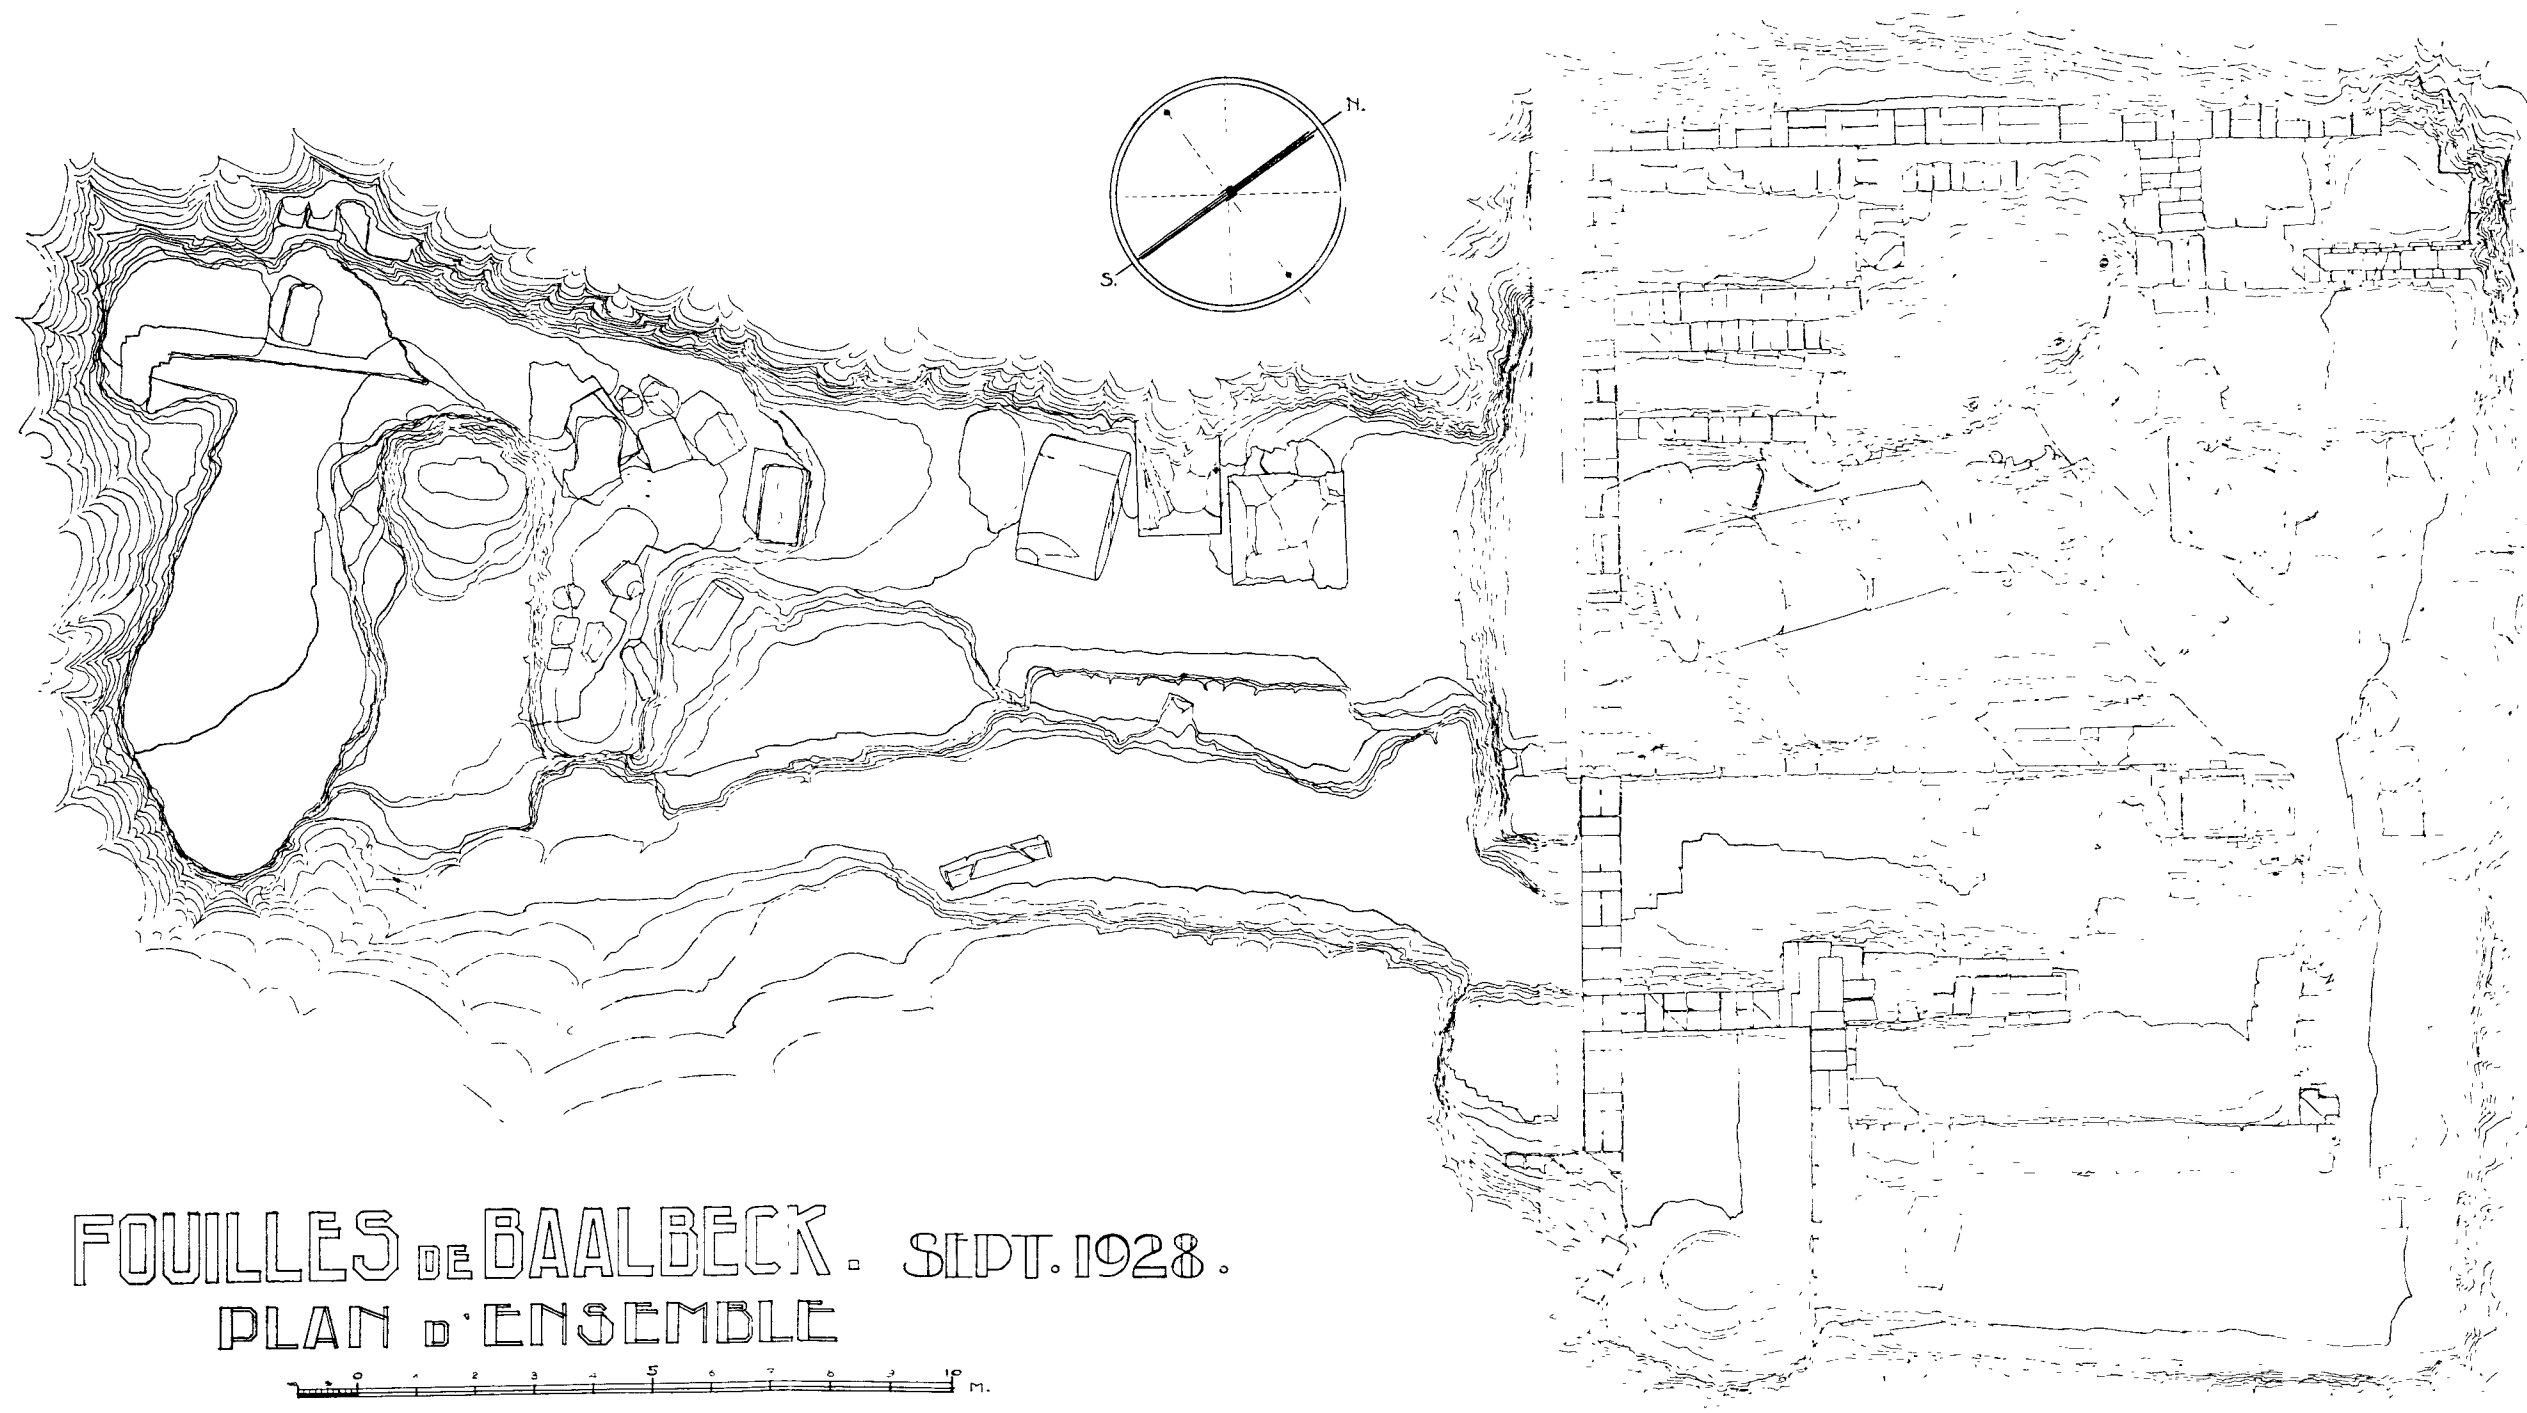 N.
S.
FOUILLES DE BAALBECK. SEPT. 1928.
PLAN D'ENSEMBLE
0 1 2 3 4 5 6 7 8 9 10 M.